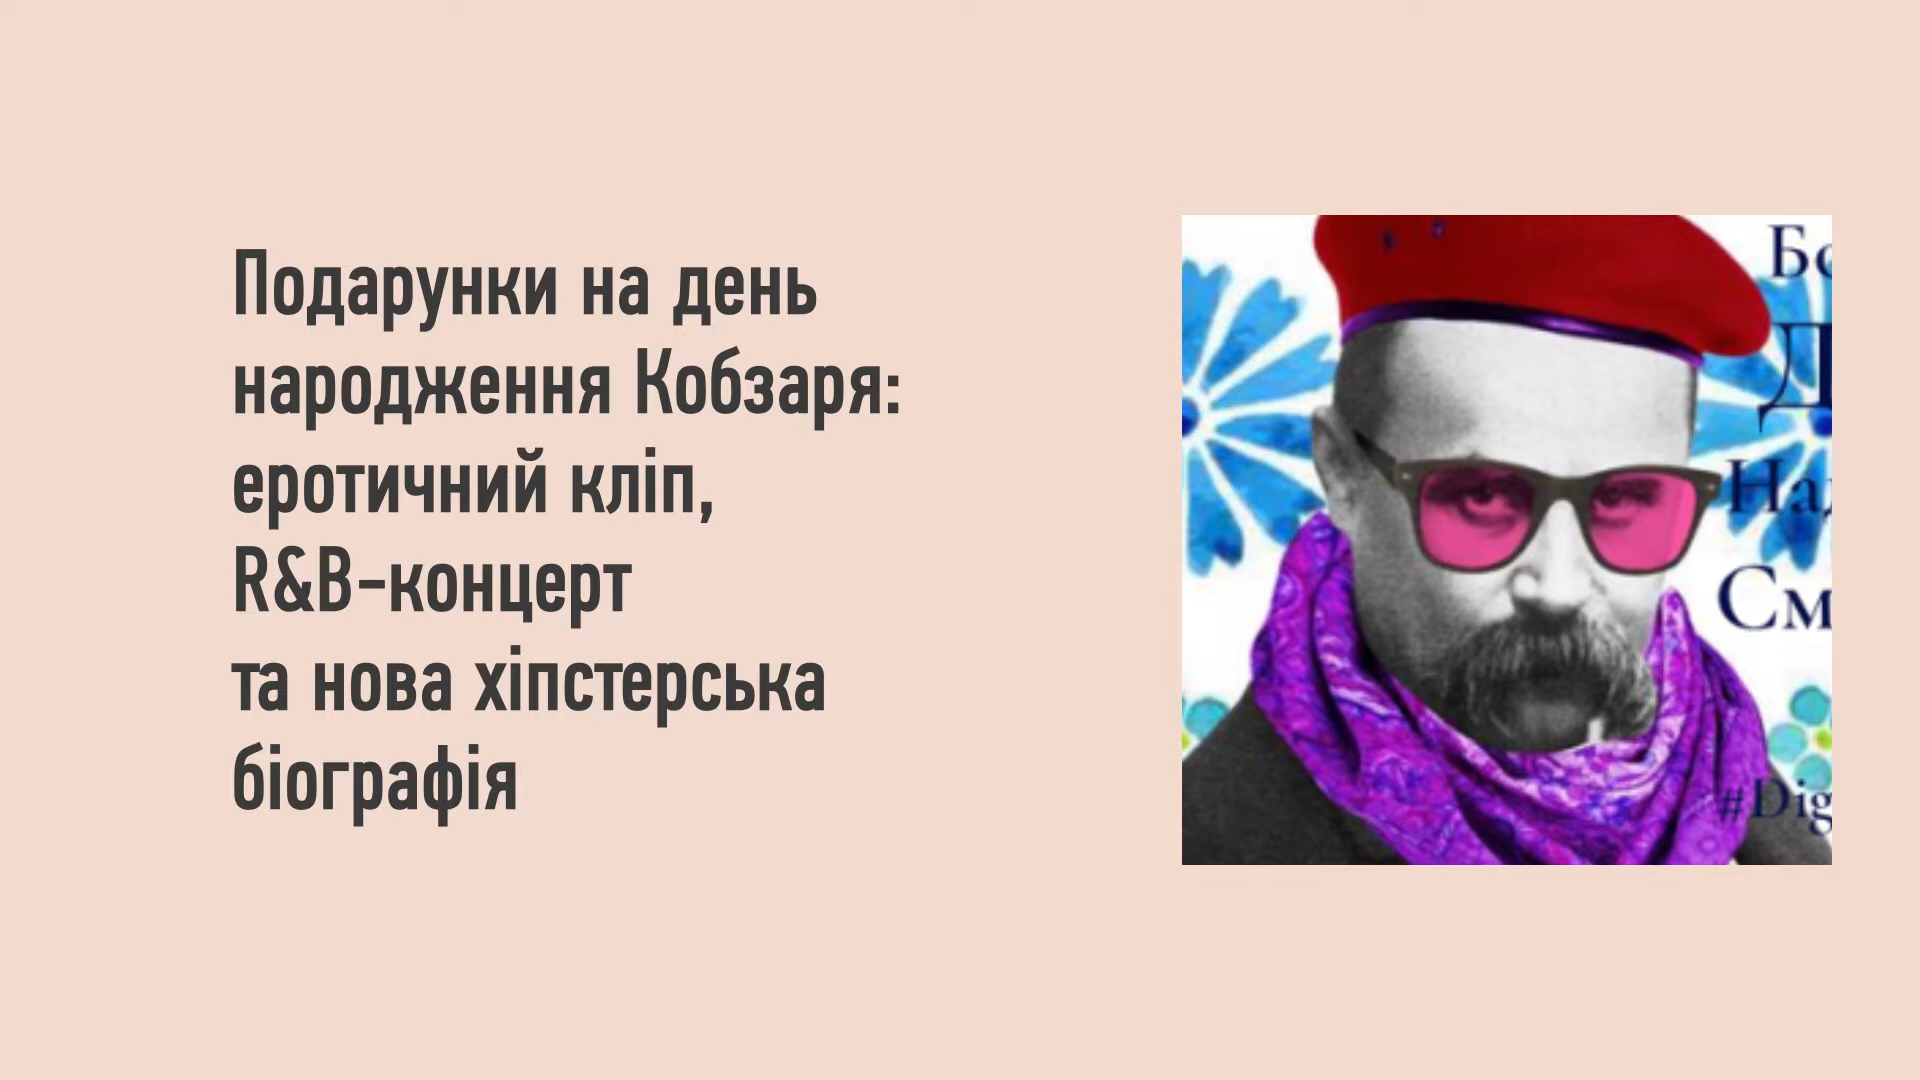 Подарунки на день
народження Кобзаря:
еротичний кліп,
R&B-концерт
та нова хіпстерська
біографія